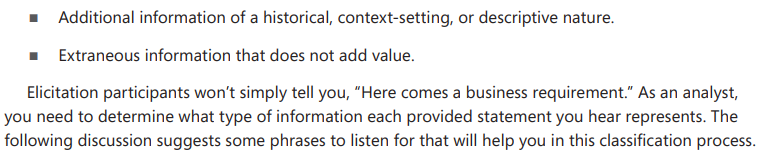 ■ Additional information of a historical, context-setting, or descriptive nature.
■ Extraneous information that does not add value.
Elicitation participants won’t simply tell you, “Here comes a business requirement.” As an analyst,
you need to determine what type of information each provided statement you hear represents. The
following discussion suggests some phrases to listen for that will help you in this classification process.